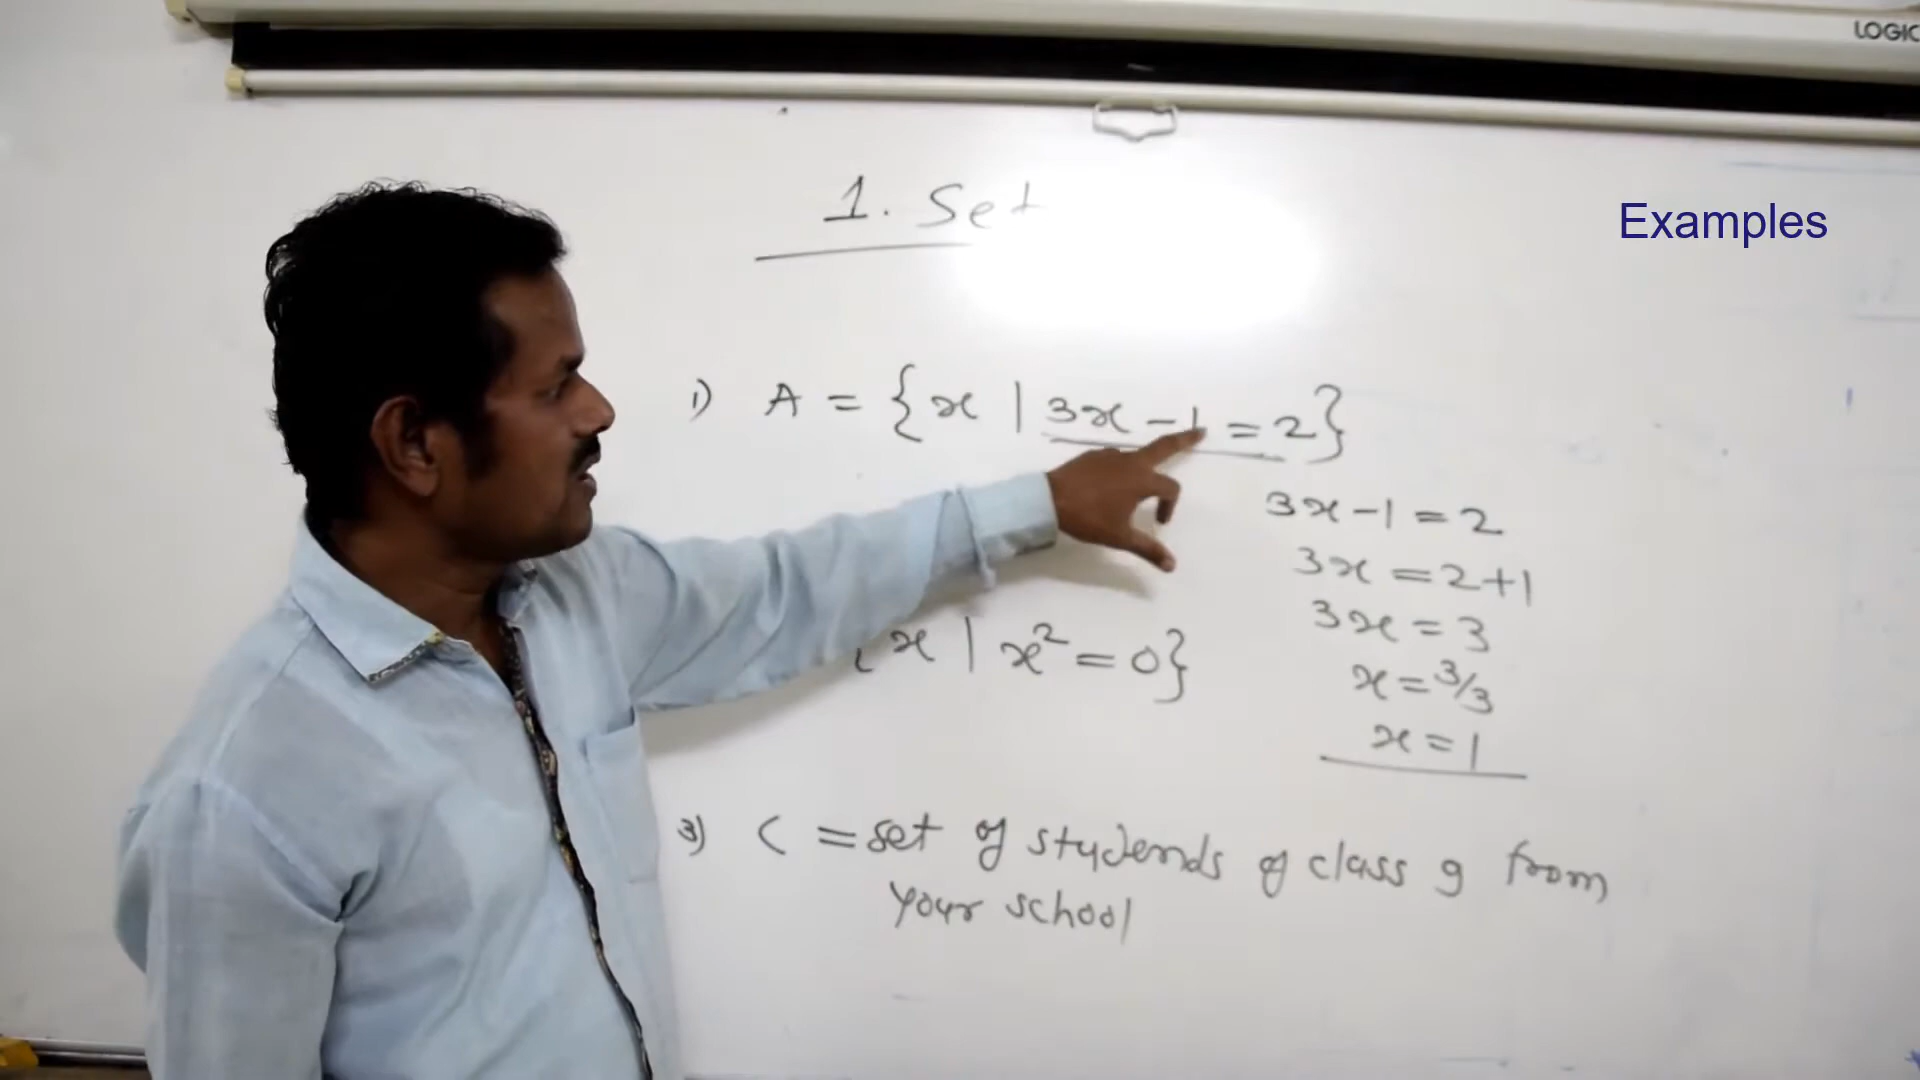 LOGIC
1. Set
Examples
1) A = {x | 3x - 1 = 2}
3x - 1 = 2
3x = 2 + 1
3x = 3
x = 3/3
x = 1
{x | x² = 0}
3) C = set of students of class 9 from
your school